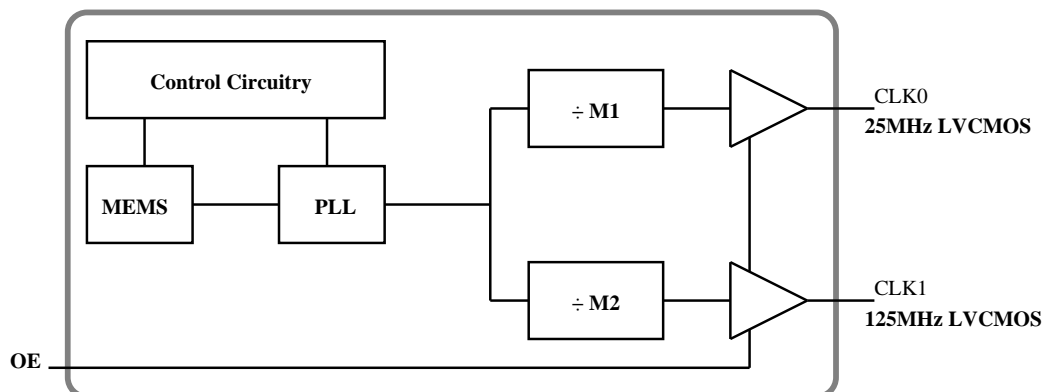 Control Circuitry
MEMS
PLL
÷ M1
÷ M2
CLK0
25MHz LVCMOS
CLK1
125MHz LVCMOS
OE